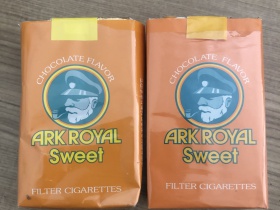 CHOCOLATE FLAVOR
ARK ROYAL
Sweet
FILTER CIGARETTES
CHOCOLATE FLAVOR
ARK ROYAL
Sweet
FILTER CIGARETTES